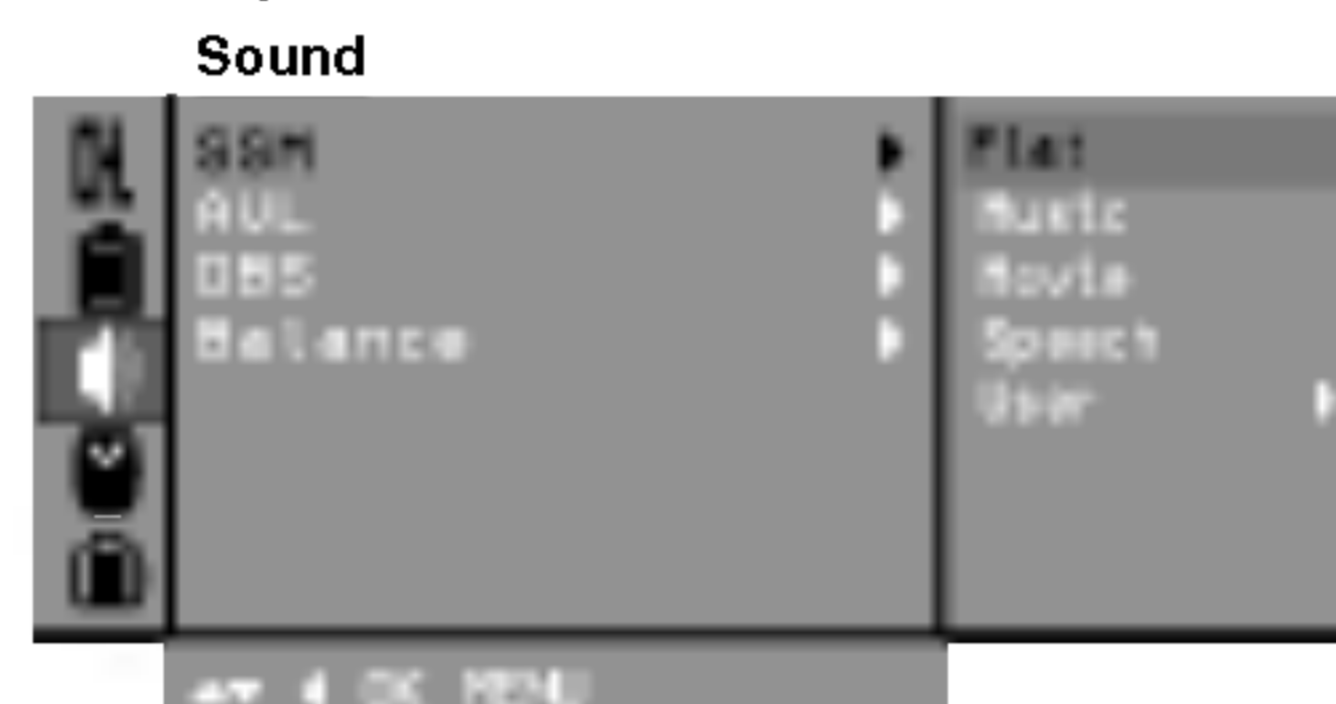 Sound
SSM
AVL
DBS
Balance
Flat
Music
Movie
Speech
User
OK MENU